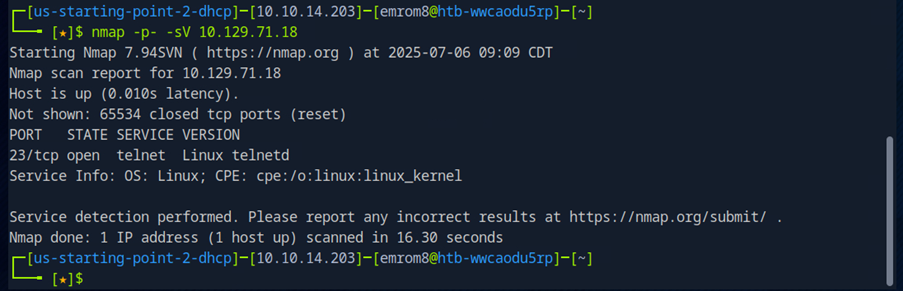 ┌─[us-starting-point-2-dhcp]─[10.10.14.203]─[emrom8@htb-wwcaodu5rp]─[~]
└──╼ [★]$ nmap -p- -sV 10.129.71.18
Starting Nmap 7.94SVN ( https://nmap.org ) at 2025-07-06 09:09 CDT
Nmap scan report for 10.129.71.18
Host is up (0.010s latency).
Not shown: 65534 closed tcp ports (reset)
PORT   STATE SERVICE VERSION
23/tcp open  telnet  Linux telnetd
Service Info: OS: Linux; CPE: cpe:/o:linux:linux_kernel

Service detection performed. Please report any incorrect results at https://nmap.org/submit/ .
Nmap done: 1 IP address (1 host up) scanned in 16.30 seconds
┌─[us-starting-point-2-dhcp]─[10.10.14.203]─[emrom8@htb-wwcaodu5rp]─[~]
└──╼ [★]$